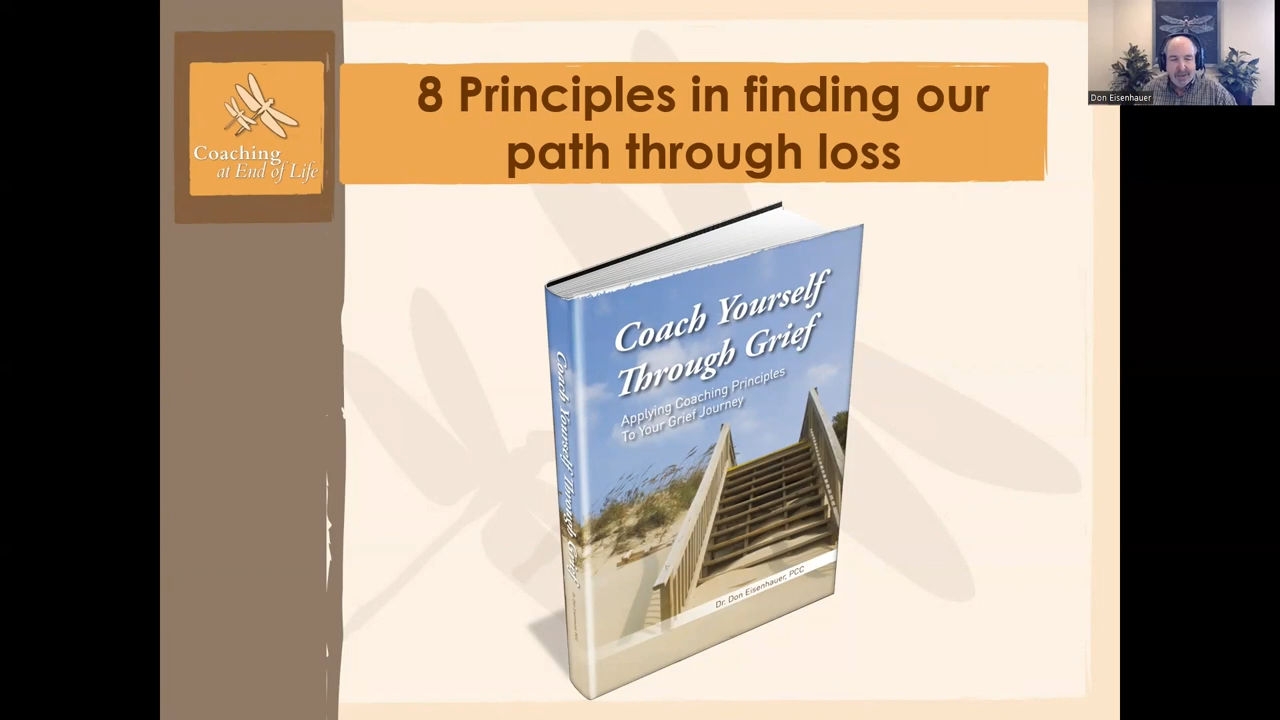 8 Principles in finding our
path through loss
Coaching
at End of Life
Don Eisenhauer
Coach Yourself
Through Grief
Applying Coaching Principles
To Your Grief Journey
Dr. Don Eisenhauer, PCC
Coach Yourself Through Grief